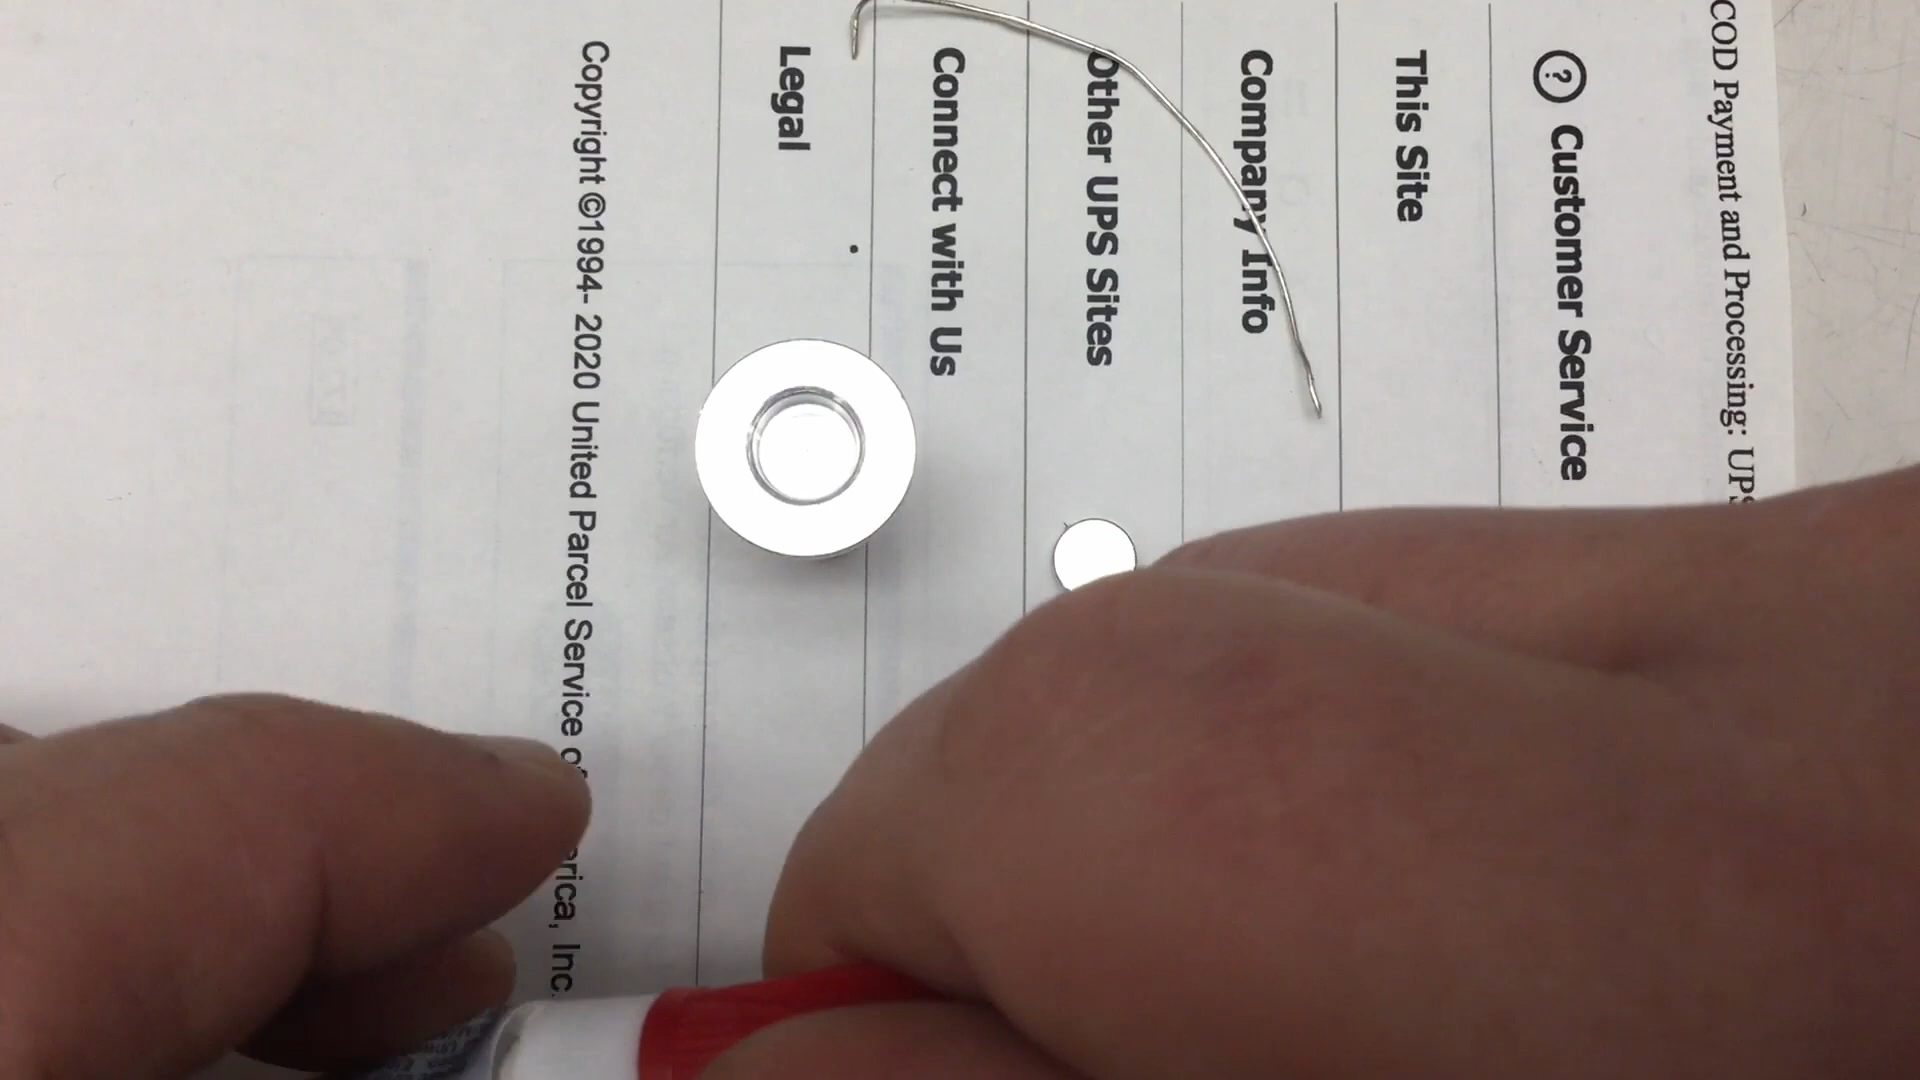 COD Payment and Processing: UPS
? Customer Service
This Site
Company Info
Other UPS Sites
Connect with Us
Legal
Copyright ©1994- 2020 United Parcel Service of Inc.